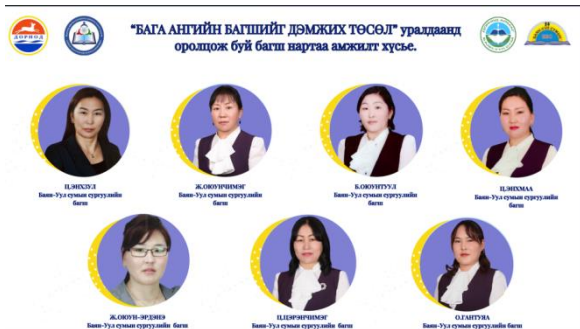 ДОРНОД
"БАГА АНГИЙН БАГШИЙГ ДЭМЖИХ ТӨСӨЛ" уралдаанд
оролцож буй багш нартаа амжилт хүсье.
Ц.ЭНХЗУЛ
Баян-Уул сумын сургуулийн
багш
Ж.ОЮУНЧИМЭГ
Баян-Уул сумын сургуулийн
багш
Б.ОЮУНТУУЛ
Баян-Уул сумын сургуулийн
багш
Ц.ЭНХМАА
Баян-Уул сумын сургуулийн
багш
Ж.ОЮУН-ЭРДЭНЭ
Баян-Уул сумын сургуулийн багш
Ц.ЦЭРЭНЧИМЭГ
Баян-Уул сумын сургуулийн багш
О.ГАНТУЯА
Баян-Уул сумын сургуулийн багш